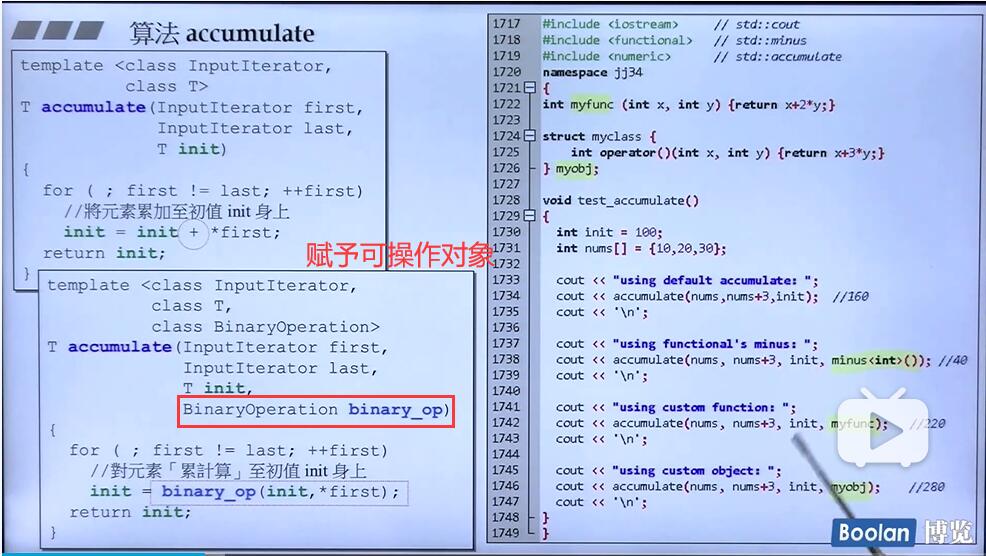 算法 accumulate
template <class InputIterator,
class T>
T accumulate(InputIterator first,
InputIterator last,
T init)
{
for ( ; first != last; ++first)
//將元素累加至初值 init 身上
init = init + *first;
return init;
}
赋予可操作对象
template <class InputIterator,
class T,
class BinaryOperation>
T accumulate(InputIterator first,
InputIterator last,
T init,
BinaryOperation binary_op)
{
for ( ; first != last; ++first)
//對元素「累計算」至初值 init 身上
init = binary_op(init,*first);
return init;
}
1717 #include <iostream> // std::cout
1718 #include <functional> // std::minus
1719 #include <numeric> // std::accumulate
1720 namespace jj34
1721 {
1722 int myfunc (int x, int y) {return x+2*y;}
1723
1724 struct myclass {
1725 int operator()(int x, int y) {return x+3*y;}
1726 } myobj;
1727
1728 void test_accumulate()
1729 {
1730 int init = 100;
1731 int nums[] = {10,20,30};
1732
1733 cout << "using default accumulate: ";
1734 cout << accumulate(nums,nums+3,init); //160
1735 cout << '\n';
1736
1737 cout << "using functional's minus: ";
1738 cout << accumulate(nums, nums+3, init, minus<int>()); //40
1739 cout << '\n';
1740
1741 cout << "using custom function: ";
1742 cout << accumulate(nums, nums+3, init, myfunc); //220
1743 cout << '\n';
1744
1745 cout << "using custom object: ";
1746 cout << accumulate(nums, nums+3, init, myobj); //280
1747 cout << '\n';
1748 }
1749 }
Boolan 博览